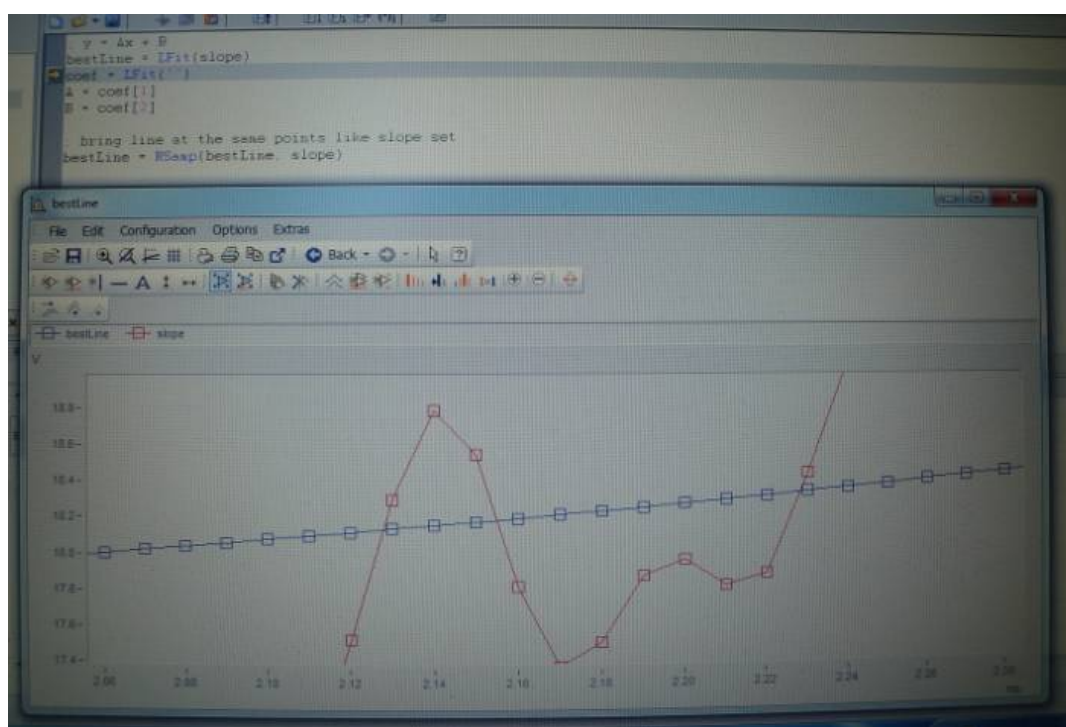 ; y = Ax + B
bestLine = LFit(slope)
coef = LFit('')
A = coef[1]
B = coef[2]
; bring line at the same points like slope set
bestLine = RSamp(bestLine, slope)
bestLine
File Edit Configuration Options Extras
Back
A
bestLine slope
V
18.8
18.6
18.4
18.2
18.0
17.8
17.6
17.4
2.06 2.08 2.10 2.12 2.14 2.16 2.18 2.20 2.22 2.24 2.26 2.28
ms